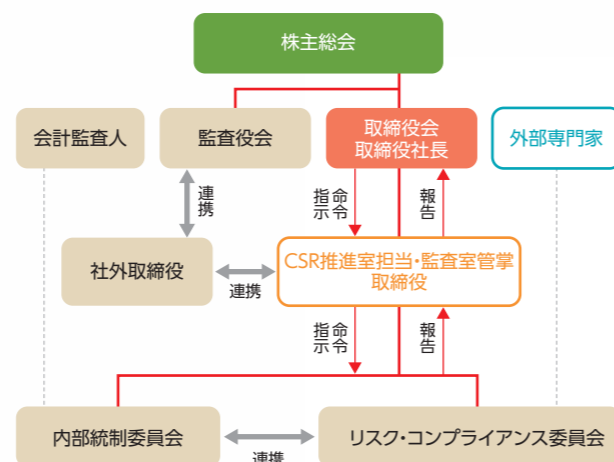 株主総会
会計監査人
監査役会
取締役会
取締役社長
外部専門家
連携
命令
指示
報告
社外取締役
連携
CSR推進室担当・監査室管掌
取締役
命令
指示
報告
内部統制委員会
連携
リスク・コンプライアンス委員会